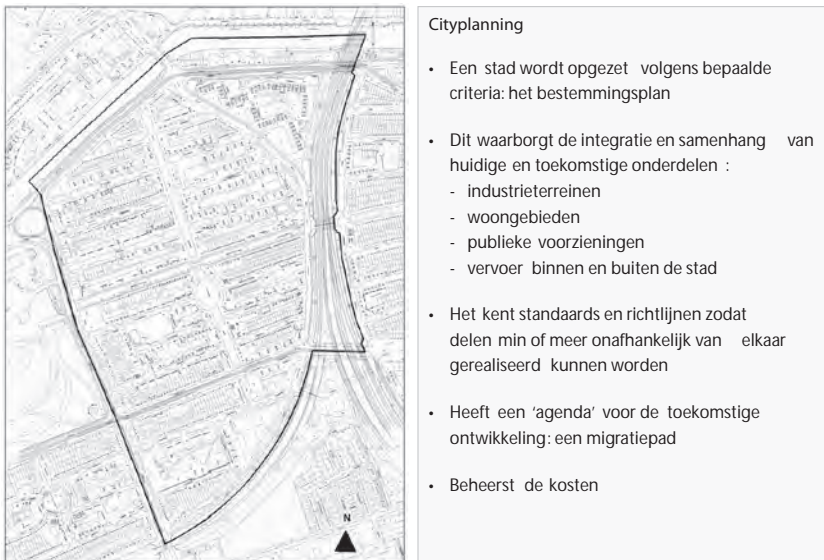 Cityplanning
• Een stad wordt opgezet volgens bepaalde
criteria: het bestemmingsplan
• Dit waarborgt de integratie en samenhang van
huidige en toekomstige onderdelen :
- industrieterreinen
- woongebieden
- publieke voorzieningen
- vervoer binnen en buiten de stad
• Het kent standaards en richtlijnen zodat
delen min of meer onafhankelijk van elkaar
gerealiseerd kunnen worden
• Heeft een ‘agenda’ voor de toekomstige
ontwikkeling: een migratiepad
• Beheerst de kosten
N